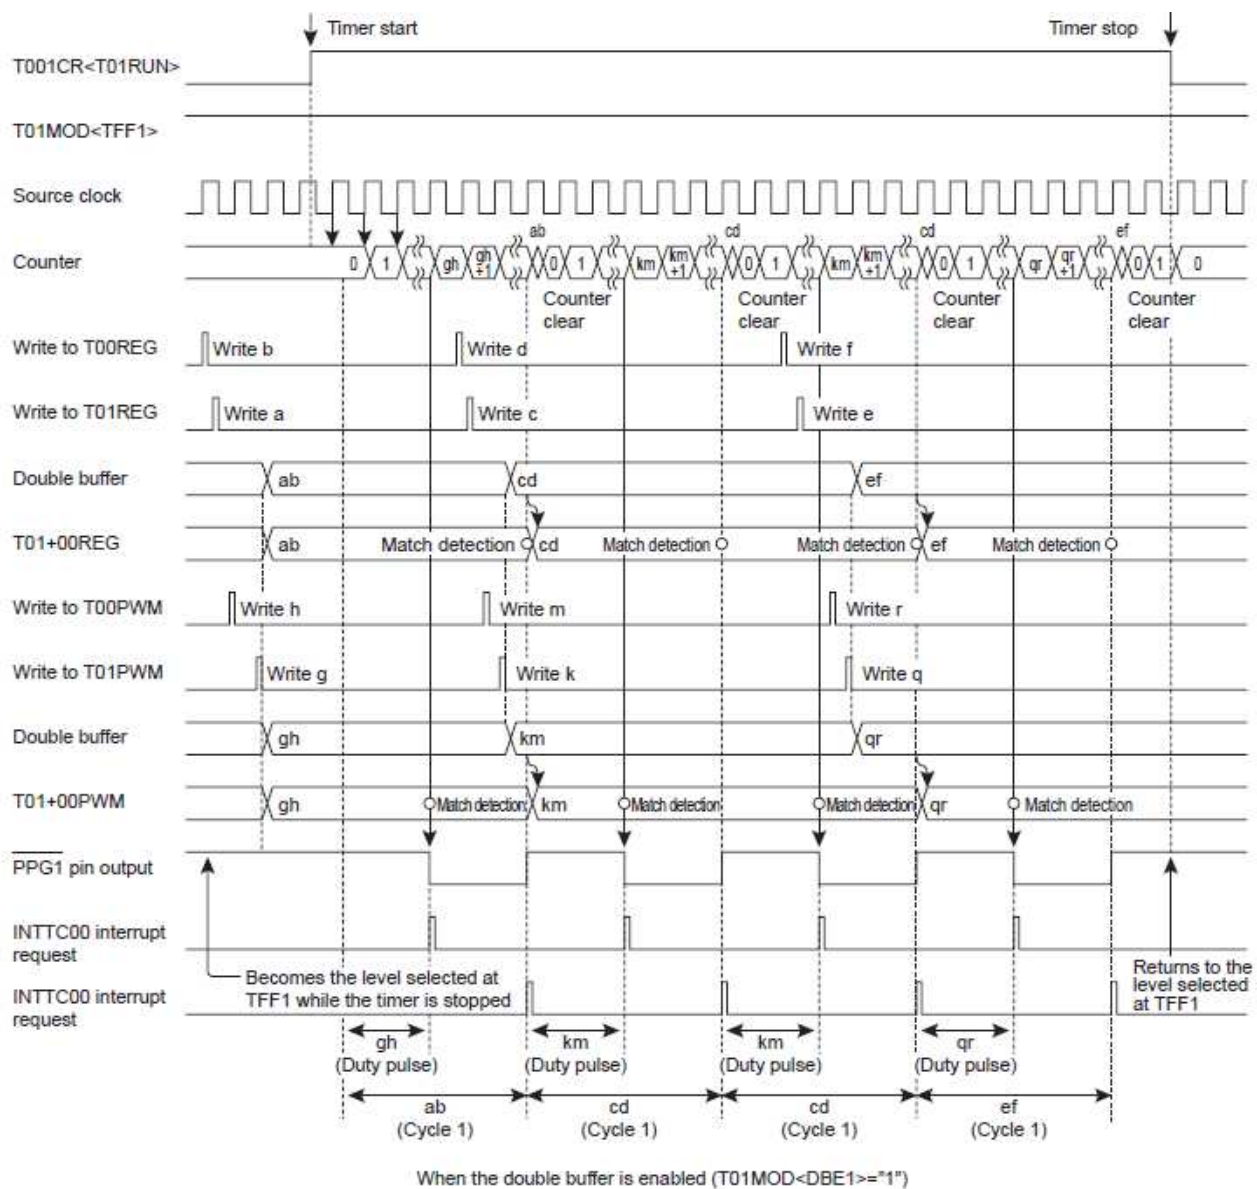 Timer start
Timer stop
T001CR<T01RUN>
T01MOD<TFF1>
Source clock
ab
cd
cd
ef
Counter
0
1
gh
gh
+1
0
1
km
km
+1
0
1
km
km
+1
0
1
qr
qr
+1
0
1
0
Counter
clear
Counter
clear
Counter
clear
Counter
clear
Write to T00REG
Write b
Write d
Write f
Write to T01REG
Write a
Write c
Write e
Double buffer
ab
cd
ef
T01+00REG
ab
Match detection
cd
Match detection
Match detection
ef
Match detection
Write to T00PWM
Write h
Write m
Write r
Write to T01PWM
Write g
Write k
Write q
Double buffer
gh
km
qr
T01+00PWM
gh
Match detection
km
Match detection
Match detection
qr
Match detection
PPG1 pin output
INTTC00 interrupt
request
Becomes the level selected at
TFF1 while the timer is stopped
Returns to the
level selected
at TFF1
INTTC00 interrupt
request
gh
(Duty pulse)
km
(Duty pulse)
km
(Duty pulse)
qr
(Duty pulse)
ab
(Cycle 1)
cd
(Cycle 1)
cd
(Cycle 1)
ef
(Cycle 1)
When the double buffer is enabled (T01MOD<DBE1>="1")